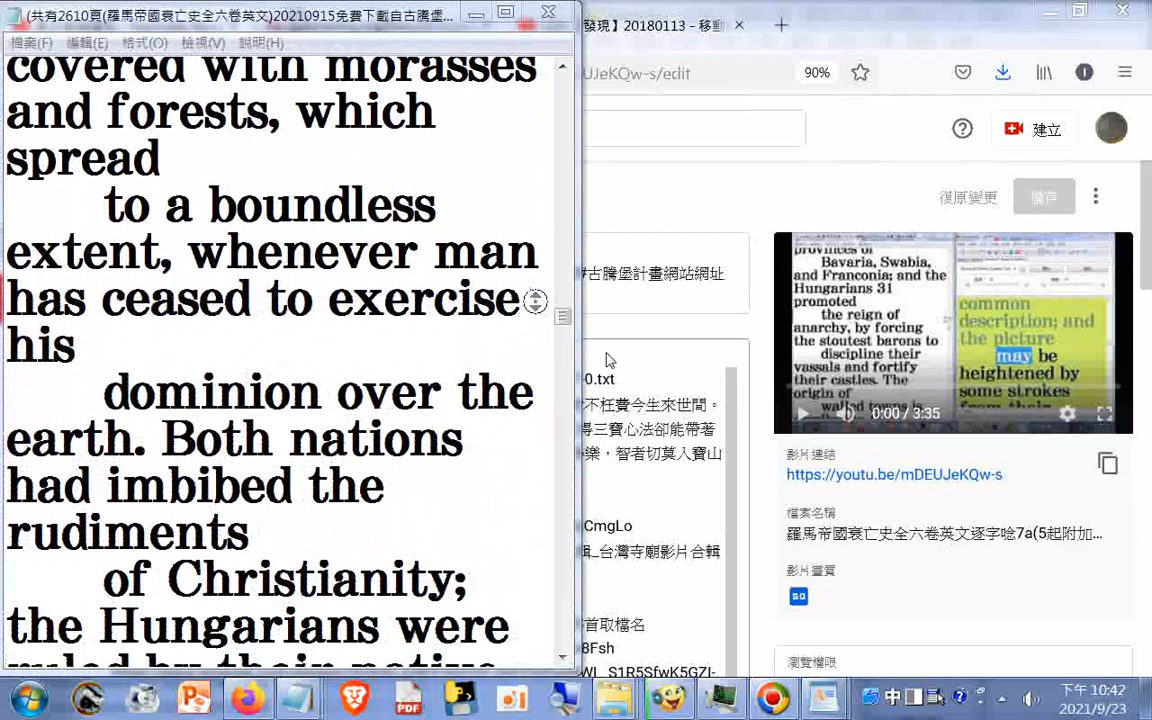 (共有2610頁(羅馬帝國衰亡史全六卷英文)20210915免費下載自古騰堡...
檔案(F) 編輯(E) 格式(O) 檢視(V) 說明(H)
covered with morasses
and forests, which
spread
to a boundless
extent, whenever man
has ceased to exercise
his
dominion over the
earth. Both nations
had imbibed the
rudiments
of Christianity;
the Hungarians were
ruled by their native
發現】20180113 - 移動
UJeKQw-s/edit
90%
建立
復原變更
儲存
#古騰堡計畫網站網址
0.txt
不枉費今生來世間。
得三寶心法卻能帶著
樂，智者切莫入寶山
CmgLo
輯_台灣寺廟影片合輯
首取檔名
8Fsh
WI_S1R5SfwK5GZI-
provinces of
Bavaria, Swabia,
and Franconia; and the
Hungarians 31
promoted
the reign of
anarchy, by forcing
the stoutest barons to
discipline their
vassals and fortify
their castles. The
origin of
walled towns is
common
description; and
the picture
may be
heightened by
some strokes
from their
0:00 / 3:35
影片連結
https://youtu.be/mDEUJeKQw-s
檔案名稱
羅馬帝國衰亡史全六卷英文逐字唸7a(5起附加...
影片畫質
SD
瀏覽權限
中
下午 10:42
2021/9/23